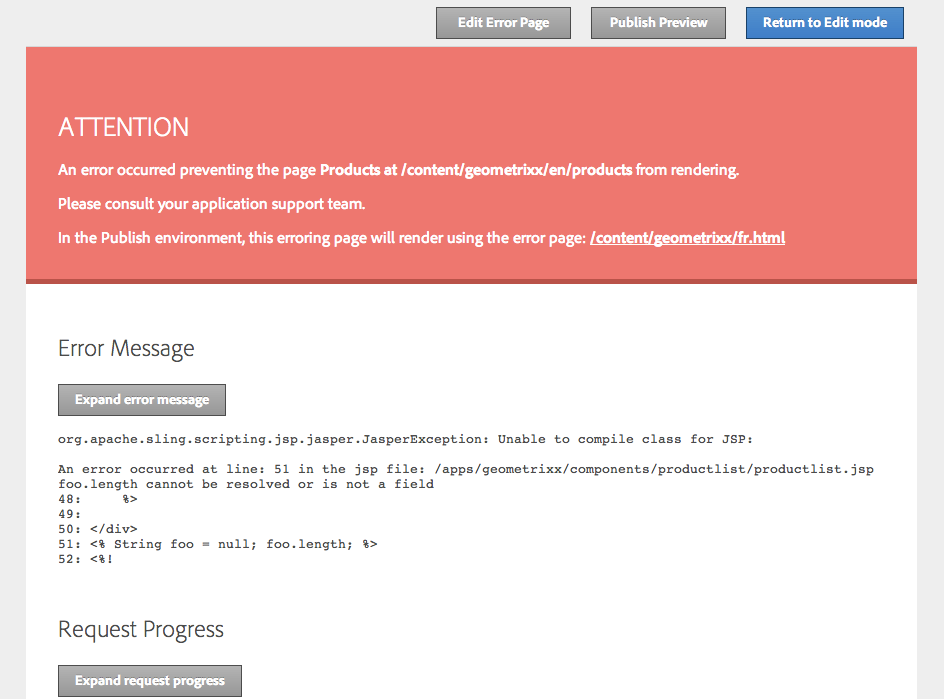 Edit Error Page
Publish Preview
Return to Edit mode
ATTENTION
An error occurred preventing the page Products at /content/geometrixx/en/products from rendering.
Please consult your application support team.
In the Publish environment, this erroring page will render using the error page: /content/geometrixx/fr.html
Error Message
Expand error message
org.apache.sling.scripting.jsp.jasper.JasperException: Unable to compile class for JSP:
An error occurred at line: 51 in the jsp file: /apps/geometrixx/components/productlist/productlist.jsp
foo.length cannot be resolved or is not a field
48:     %>
49:
50: </div>
51: <% String foo = null; foo.length; %>
52: <%!
Request Progress
Expand request progress